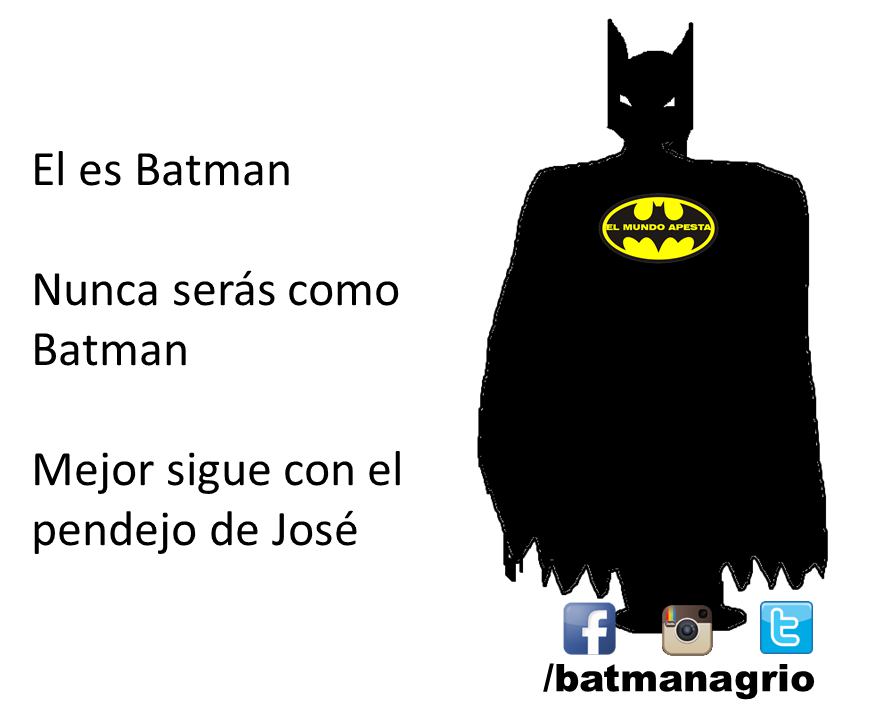 El es Batman
Nunca serás como
Batman
Mejor sigue con el
pendejo de José
EL MUNDO APESTA
/batmanagrio